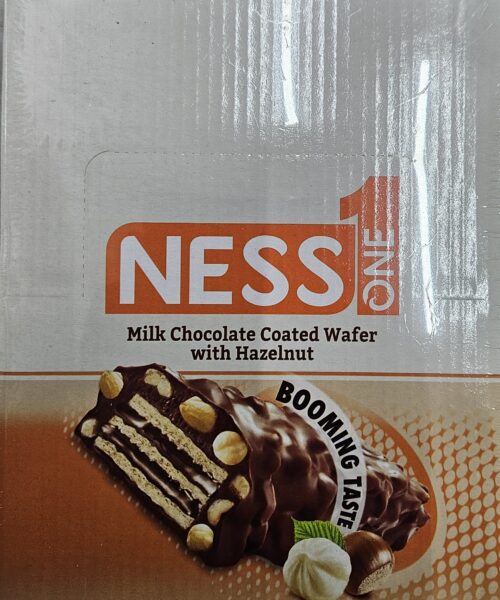 NESS
1
ONE
Milk Chocolate Coated Wafer
with Hazelnut
BOOMING TASTE